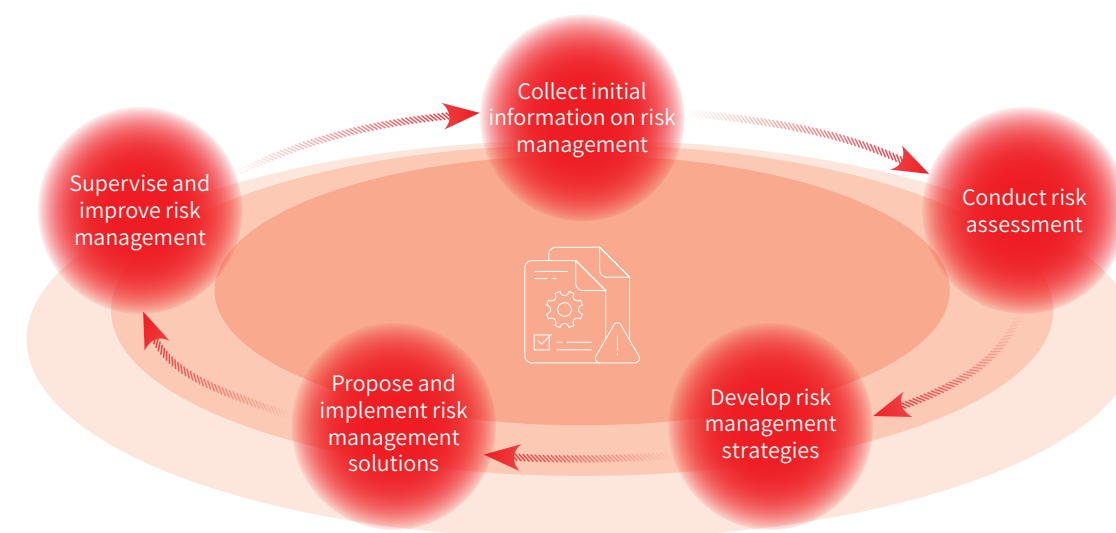 Collect initial
information on risk
management
Conduct risk
assessment
Develop risk
management
strategies
Propose and
implement risk
management
solutions
Supervise and
improve risk
management